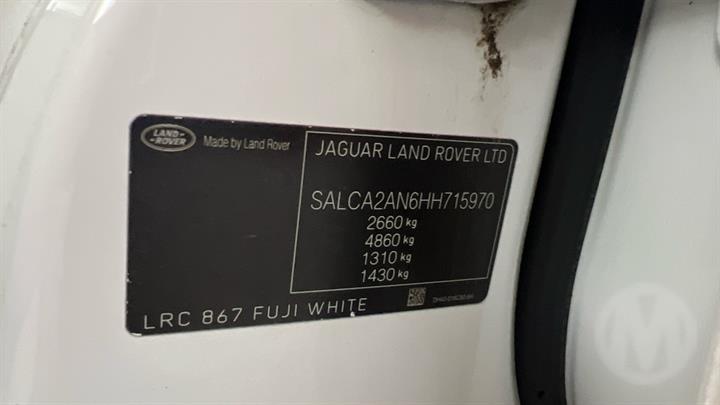 LAND-
ROVER
Made by Land Rover
JAGUAR LAND ROVER LTD
SALCA2AN6HH715970
2660 kg
4860 kg
1310 kg
1430 kg
LRC 867 FUJI WHITE
M